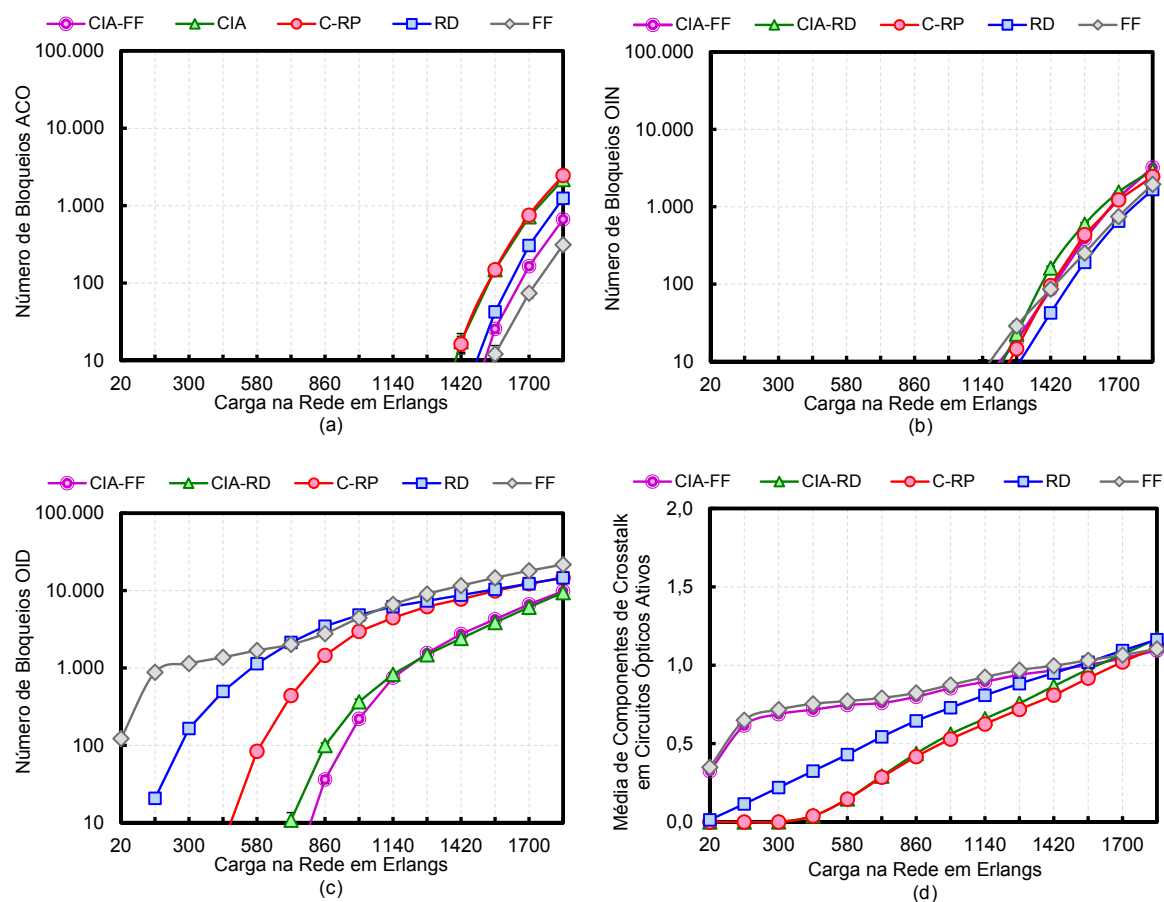 CIA-FF CIA C-RP RD FF
Número de Bloqueios ACO
100.000
10.000
1.000
100
10
20 300 580 860 1140 1420 1700
Carga na Rede em Erlangs
(a)
CIA-FF CIA-RD C-RP RD FF
Número de Bloqueios OIN
100.000
10.000
1.000
100
10
20 300 580 860 1140 1420 1700
Carga na Rede em Erlangs
(b)
CIA-FF CIA-RD C-RP RD FF
Número de Bloqueios OID
100.000
10.000
1.000
100
10
20 300 580 860 1140 1420 1700
Carga na Rede em Erlangs
(c)
CIA-FF CIA-RD C-RP RD FF
Média de Componentes de Crosstalk
em Circuitos Ópticos Ativos
2,0
1,5
1,0
0,5
0,0
20 300 580 860 1140 1420 1700
Carga na Rede em Erlangs
(d)